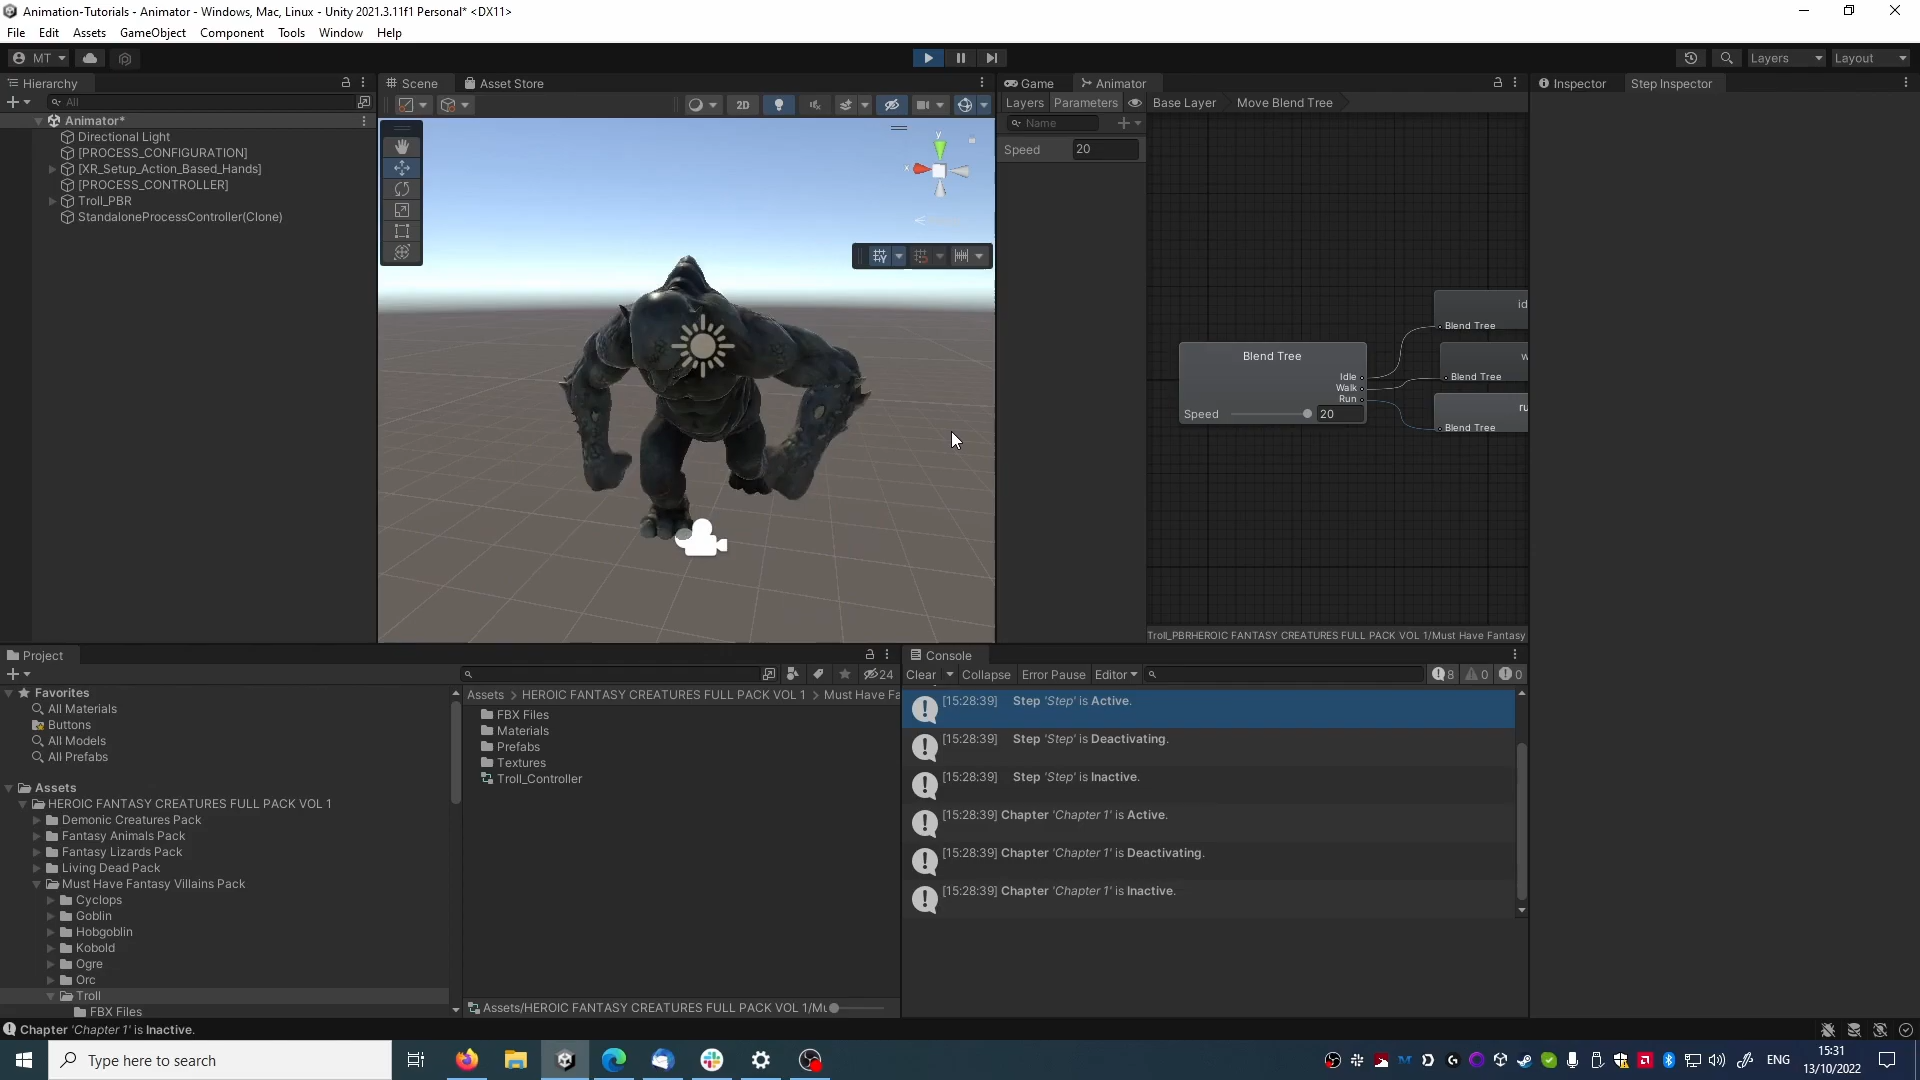 Animation-Tutorials - Animator - Windows, Mac, Linux - Unity 2021.3.11f1 Personal* <DX11>
File Edit Assets GameObject Component Tools Window Help
MT
Layers
Layout
Hierarchy
All
Animator*
Directional Light
[PROCESS_CONFIGURATION]
[XR_Setup_Action_Based_Hands]
[PROCESS_CONTROLLER]
Troll_PBR
StandaloneProcessController(Clone)
Scene
Asset Store
2D
y
x
Game
Animator
Layers Parameters
Base Layer
Move Blend Tree
Name
Speed 20
Blend Tree
Idle
Walk
Run
Speed 20
id
Blend Tree
w
Blend Tree
ru
Blend Tree
Troll_PBRHEROIC FANTASY CREATURES FULL PACK VOL 1/Must Have Fantasy
Inspector
Step Inspector
Project
24
Favorites
All Materials
Buttons
All Models
All Prefabs
Assets
HEROIC FANTASY CREATURES FULL PACK VOL 1
Demonic Creatures Pack
Fantasy Animals Pack
Fantasy Lizards Pack
Living Dead Pack
Must Have Fantasy Villains Pack
Cyclops
Goblin
Hobgoblin
Kobold
Ogre
Orc
Troll
FBX Files
Assets > HEROIC FANTASY CREATURES FULL PACK VOL 1 > Must Have Fa
FBX Files
Materials
Prefabs
Textures
Troll_Controller
Assets/HEROIC FANTASY CREATURES FULL PACK VOL 1/Mu
Console
Clear Collapse Error Pause Editor
8 0 0
[15:28:39] Step 'Step' is Active.
[15:28:39] Step 'Step' is Deactivating.
[15:28:39] Step 'Step' is Inactive.
[15:28:39] Chapter 'Chapter 1' is Active.
[15:28:39] Chapter 'Chapter 1' is Deactivating.
[15:28:39] Chapter 'Chapter 1' is Inactive.
Chapter 'Chapter 1' is Inactive.
Type here to search
ENG
15:31
13/10/2022